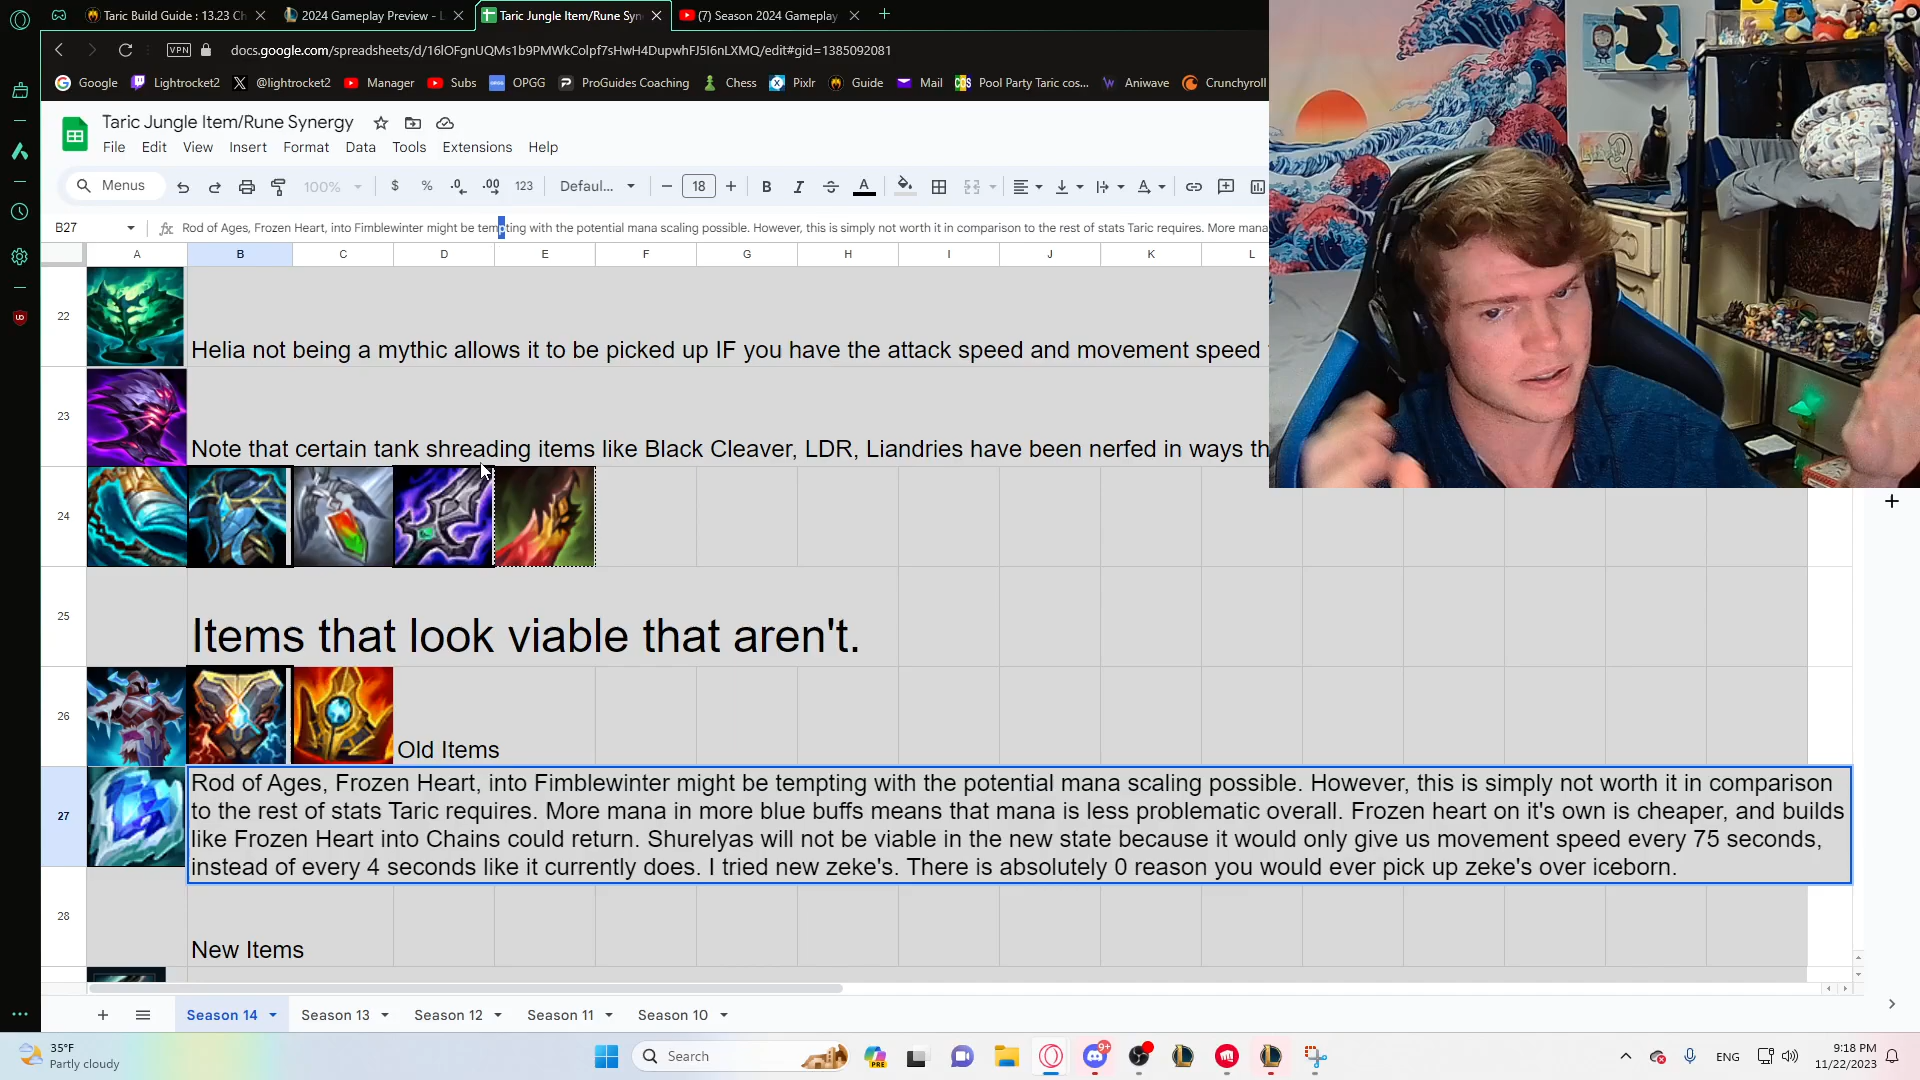 Taric Build Guide : 13.23 Ch
2024 Gameplay Preview - L
Taric Jungle Item/Rune Syn
(7) Season 2024 Gameplay
VPN
docs.google.com/spreadsheets/d/16lOFgnUQMs1b9PMWkColpf7sHwH4DupwhFJ5I6nLXMQ/edit#gid=1385092081
Google Lightrocket2 @lightrocket2 Manager Subs OPGG ProGuides Coaching Chess Pixlr Guide Mail Pool Party Taric cos... Aniwave Crunchyroll
Taric Jungle Item/Rune Synergy
File Edit View Insert Format Data Tools Extensions Help
Menus 100% $ % .0 .00 123 Defaul... 18 B I A
B27 fx Rod of Ages, Frozen Heart, into Fimblewinter might be tempting with the potential mana scaling possible. However, this is simply not worth it in comparison to the rest of stats Taric requires. More mana
A B C D E F G H I J K L
22
Helia not being a mythic allows it to be picked up IF you have the attack speed and movement speed
23
Note that certain tank shreading items like Black Cleaver, LDR, Liandries have been nerfed in ways th
24
25
Items that look viable that aren't.
26
Old Items
27
Rod of Ages, Frozen Heart, into Fimblewinter might be tempting with the potential mana scaling possible. However, this is simply not worth it in comparison
to the rest of stats Taric requires. More mana in more blue buffs means that mana is less problematic overall. Frozen heart on it's own is cheaper, and builds
like Frozen Heart into Chains could return. Shurelyas will not be viable in the new state because it would only give us movement speed every 75 seconds,
instead of every 4 seconds like it currently does. I tried new zeke's. There is absolutely 0 reason you would ever pick up zeke's over iceborn.
28
New Items
Season 14 Season 13 Season 12 Season 11 Season 10
35°F
Partly cloudy
Search
PRE
9+
ENG
9:18 PM
11/22/2023